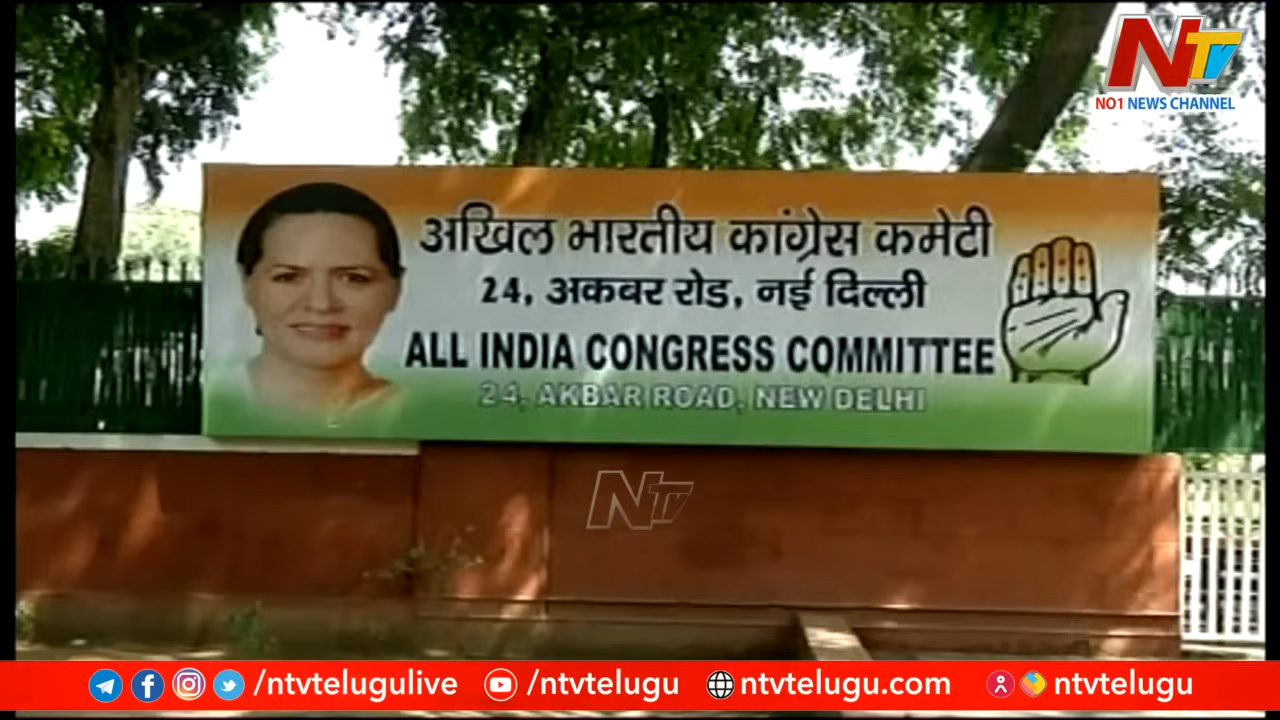 NTV
NO1 NEWS CHANNEL
अखिल भारतीय कांग्रेस कमेटी
24, अकबर रोड, नई दिल्ली
ALL INDIA CONGRESS COMMITTEE
24, AKBAR ROAD, NEW DELHI
NTV
/ntvtelugulive /ntvtelugu ntvtelugu.com ntvtelugu